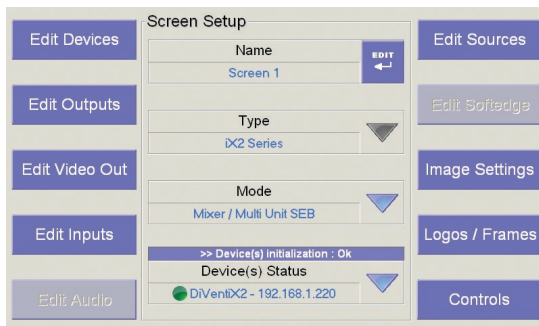 Edit Devices
Edit Outputs
Edit Video Out
Edit Inputs
Edit Audio
Screen Setup
Name
EDIT
Screen 1
Type
iX2 Series
Mode
Mixer / Multi Unit SEB
>> Device(s) initialization : Ok
Device(s) Status
DiVentiX2 - 192.168.1.220
Edit Sources
Edit Softedge
Image Settings
Logos / Frames
Controls